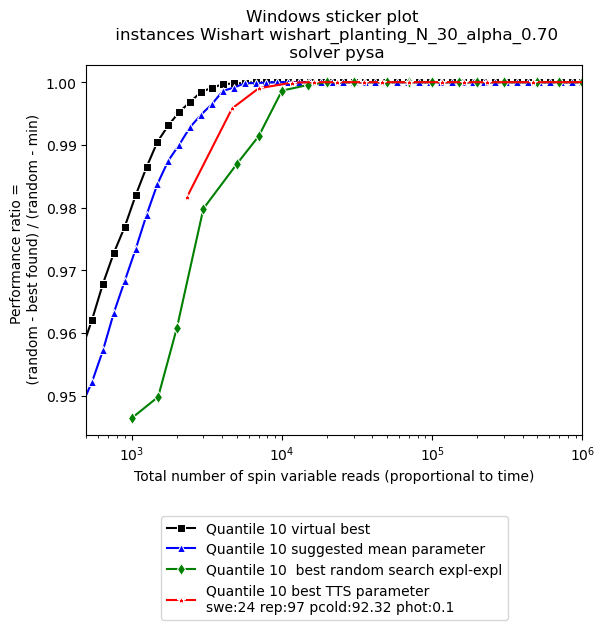 Windows sticker plot
instances Wishart wishart_planting_N_30_alpha_0.70
solver pysa
Performance ratio =
(random - best found) / (random - min)
1.00
0.99
0.98
0.97
0.96
0.95
10³
10⁴
10⁵
10⁶
Total number of spin variable reads (proportional to time)
Quantile 10 virtual best
Quantile 10 suggested mean parameter
Quantile 10  best random search expl-expl
Quantile 10 best TTS parameter
swe:24 rep:97 pcold:92.32 phot:0.1